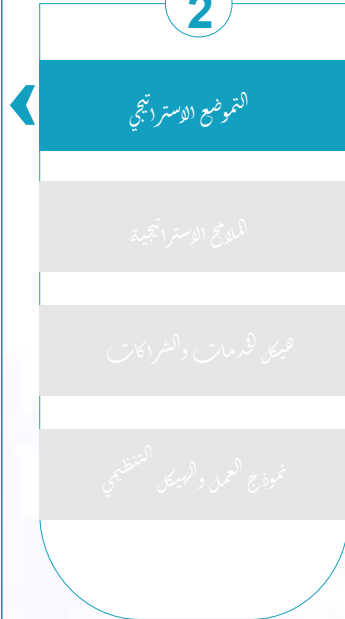 2
التموضع الاستراتيجي
الملامح الاستراتيجية
هيكل الخدمات والشراكات
نموذج العمل والهيكل التنظيمي